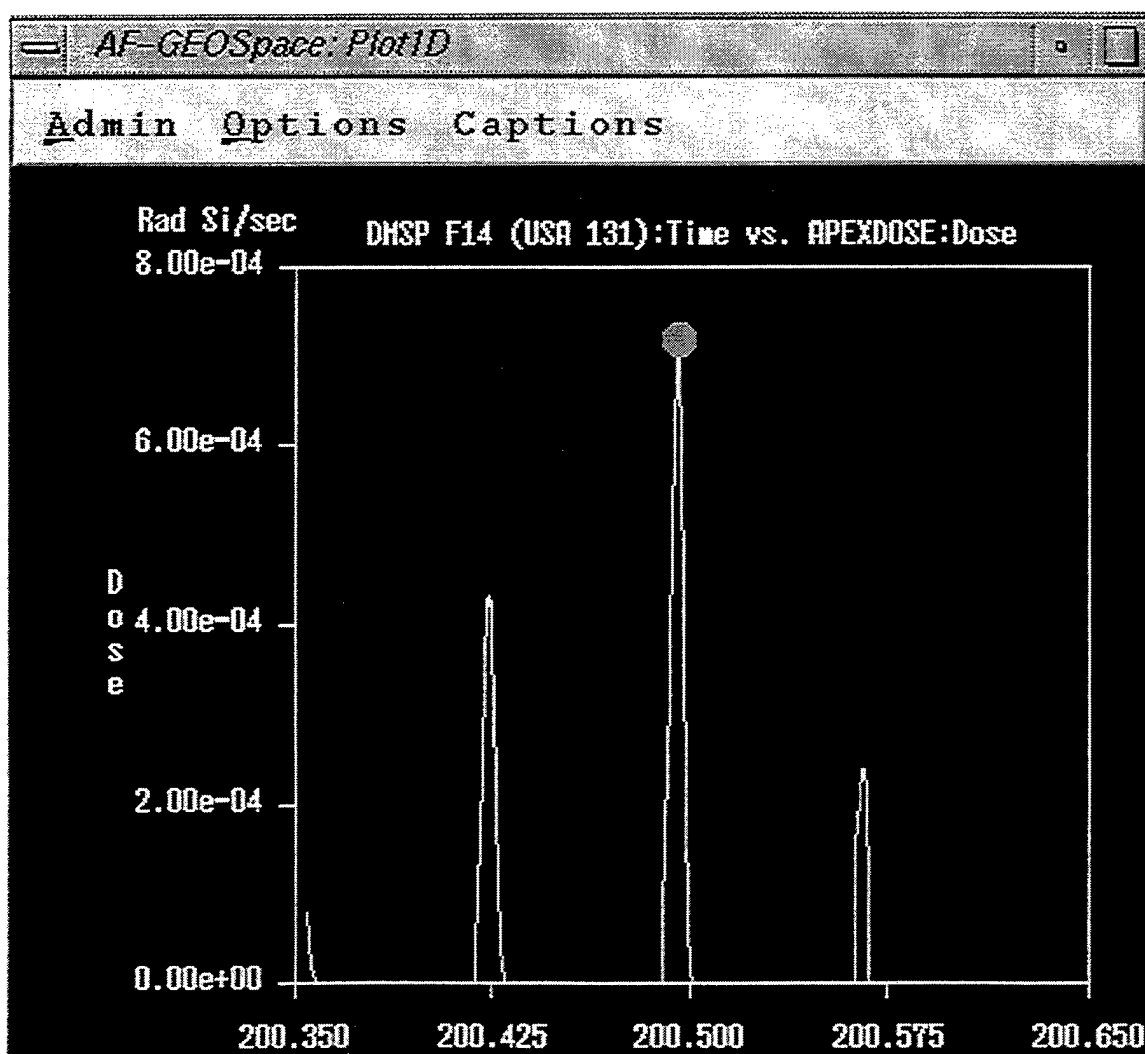 AF-GEOSpace: Plot1D
Admin Options Captions
Rad Si/sec
DMSP F14 (USA 131):Time vs. APEXDOSE:Dose
8.00e-04
6.00e-04
Dose
4.00e-04
2.00e-04
0.00e+00
200.350 200.425 200.500 200.575 200.650